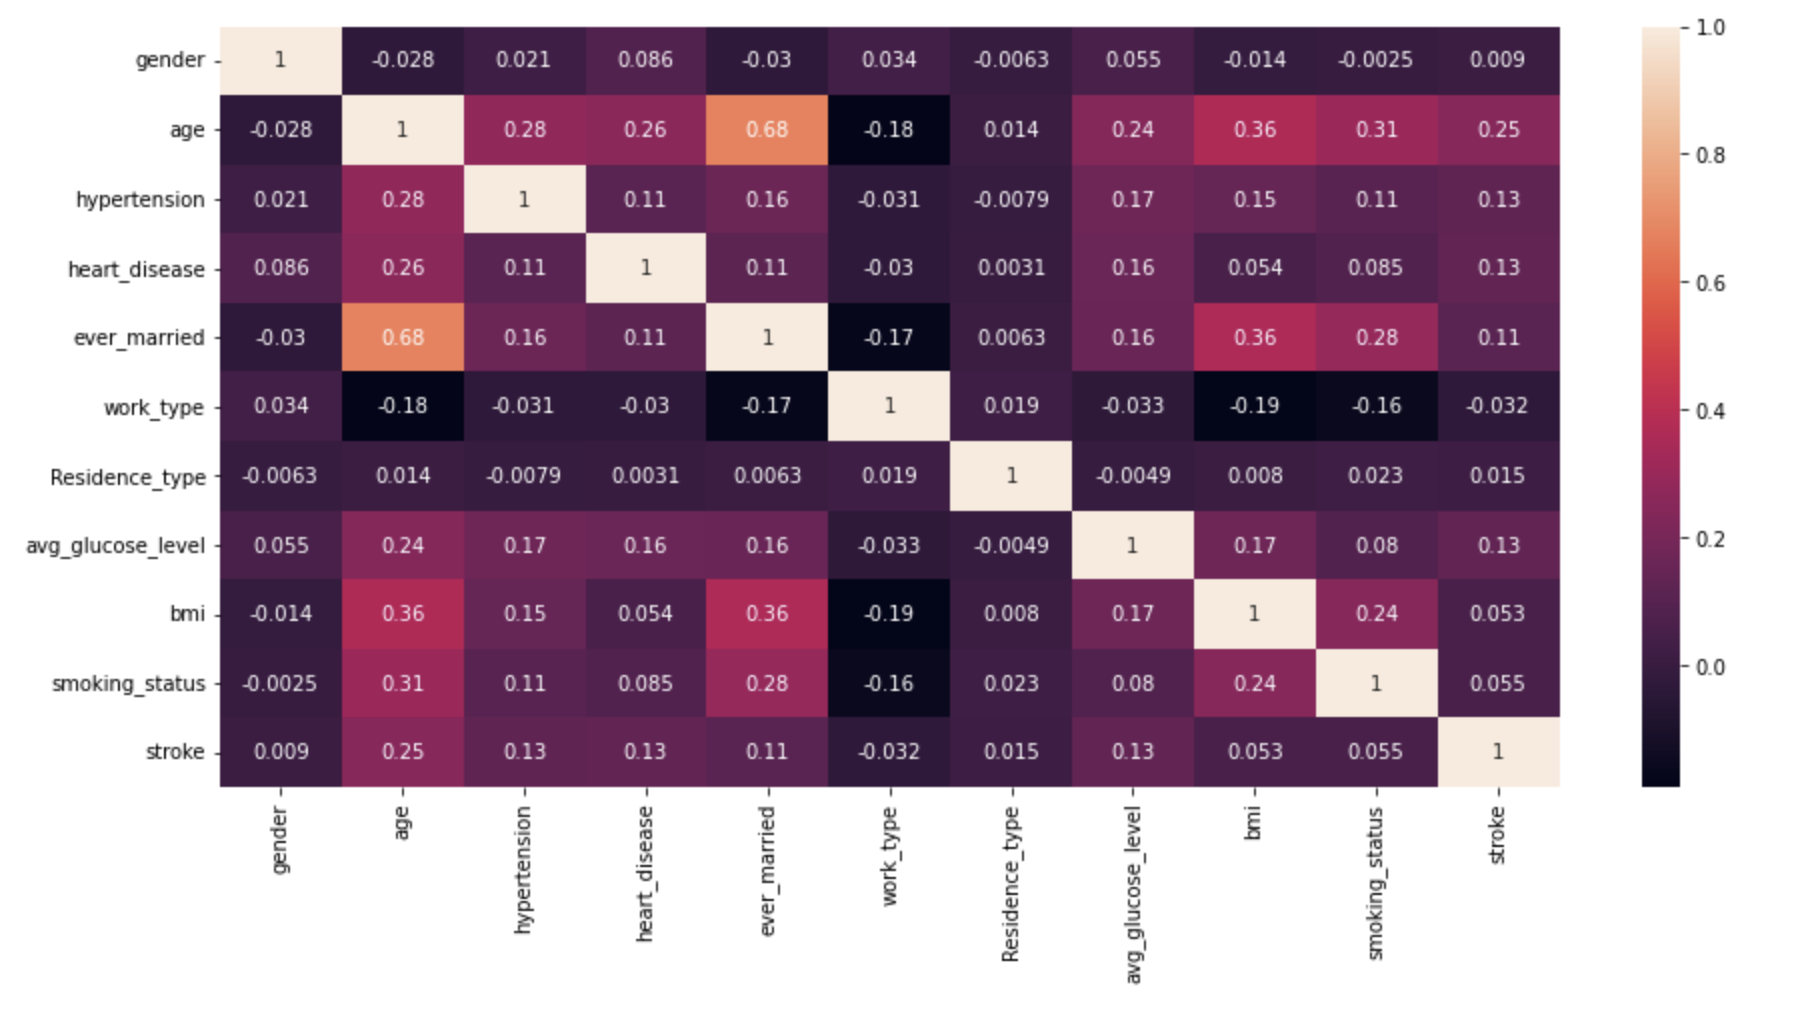 gender 1 -0.028 0.021 0.086 -0.03 0.034 -0.0063 0.055 -0.014 -0.0025 0.009
age -0.028 1 0.28 0.26 0.68 -0.18 0.014 0.24 0.36 0.31 0.25
hypertension 0.021 0.28 1 0.11 0.16 -0.031 -0.0079 0.17 0.15 0.11 0.13
heart_disease 0.086 0.26 0.11 1 0.11 -0.03 0.0031 0.16 0.054 0.085 0.13
ever_married -0.03 0.68 0.16 0.11 1 -0.17 0.0063 0.16 0.36 0.28 0.11
work_type 0.034 -0.18 -0.031 -0.03 -0.17 1 0.019 -0.033 -0.19 -0.16 -0.032
Residence_type -0.0063 0.014 -0.0079 0.0031 0.0063 0.019 1 -0.0049 0.008 0.023 0.015
avg_glucose_level 0.055 0.24 0.17 0.16 0.16 -0.033 -0.0049 1 0.17 0.08 0.13
bmi -0.014 0.36 0.15 0.054 0.36 -0.19 0.008 0.17 1 0.24 0.053
smoking_status -0.0025 0.31 0.11 0.085 0.28 -0.16 0.023 0.08 0.24 1 0.055
stroke 0.009 0.25 0.13 0.13 0.11 -0.032 0.015 0.13 0.053 0.055 1
gender age hypertension heart_disease ever_married work_type Residence_type avg_glucose_level bmi smoking_status stroke
1.0
0.8
0.6
0.4
0.2
0.0